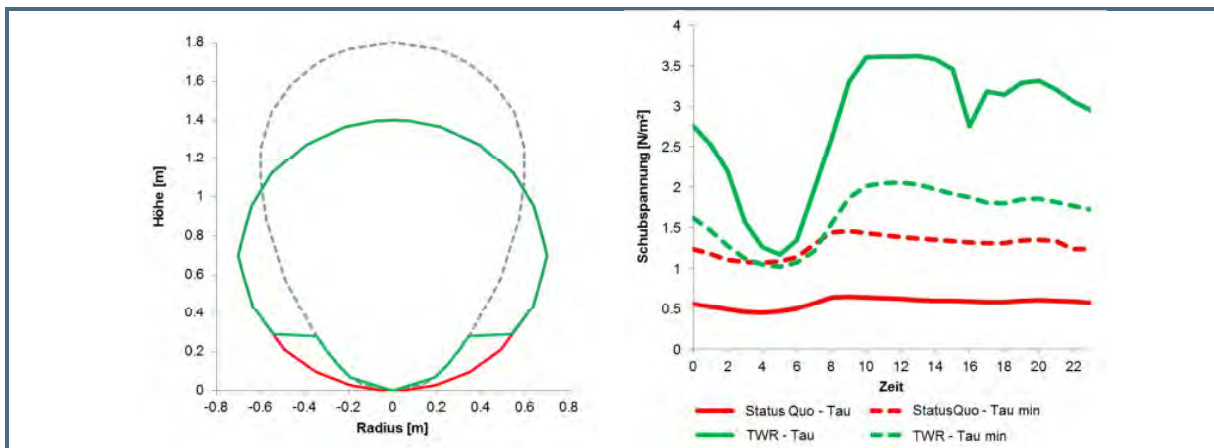 1.8
1.6
1.4
1.2
1
0.8
0.6
0.4
0.2
0
Höhe [m]
-0.8 -0.6 -0.4 -0.2 0 0.2 0.4 0.6 0.8
Radius [m]
4
3.5
3
2.5
2
1.5
1
0.5
0
Schubspannung [N/m²]
0 2 4 6 8 10 12 14 16 18 20 22
Zeit
Status Quo - Tau
StatusQuo - Tau min
TWR - Tau
TWR - Tau min